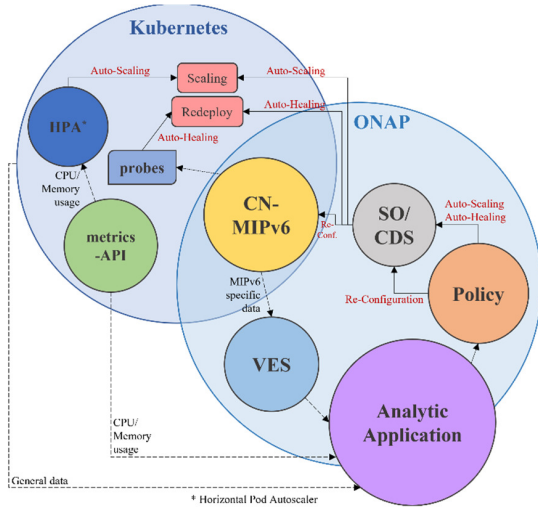 Kubernetes
Auto-Scaling
Scaling
Auto-Scaling
Redeploy
Auto-Healing
HPA*
Auto-Healing
ONAP
probes
CPU/
Memory
usage
CN-
MIPv6
SO/
CDS
Auto-Scaling
Auto-Healing
metrics
-API
Re-
Conf.
MIPv6
specific
data
Re-Configuration
Policy
VES
Analytic
Application
CPU/
Memory
usage
General data
* Horizontal Pod Autoscaler